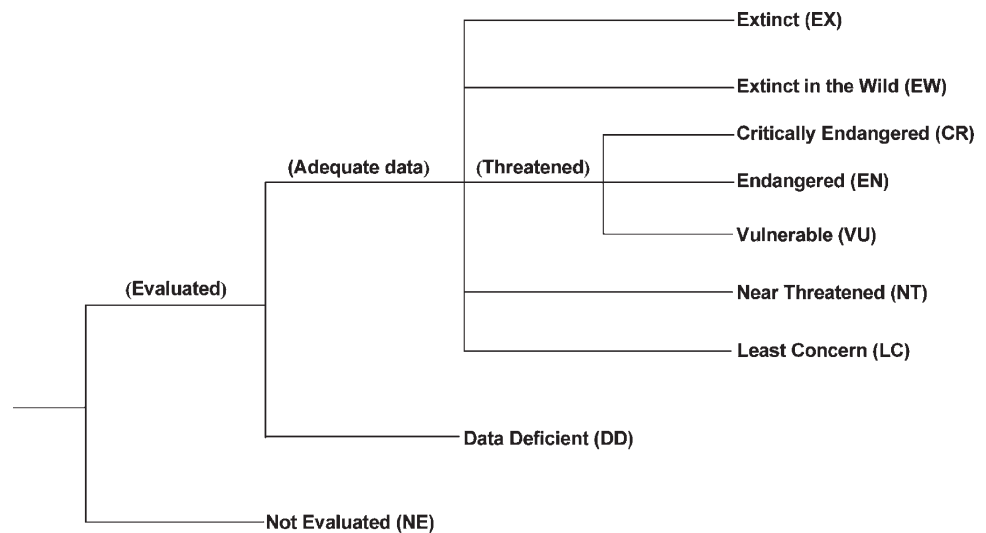 Extinct (EX)
Extinct in the Wild (EW)
Critically Endangered (CR)
(Adequate data)
(Threatened)
Endangered (EN)
Vulnerable (VU)
(Evaluated)
Near Threatened (NT)
Least Concern (LC)
Data Deficient (DD)
Not Evaluated (NE)